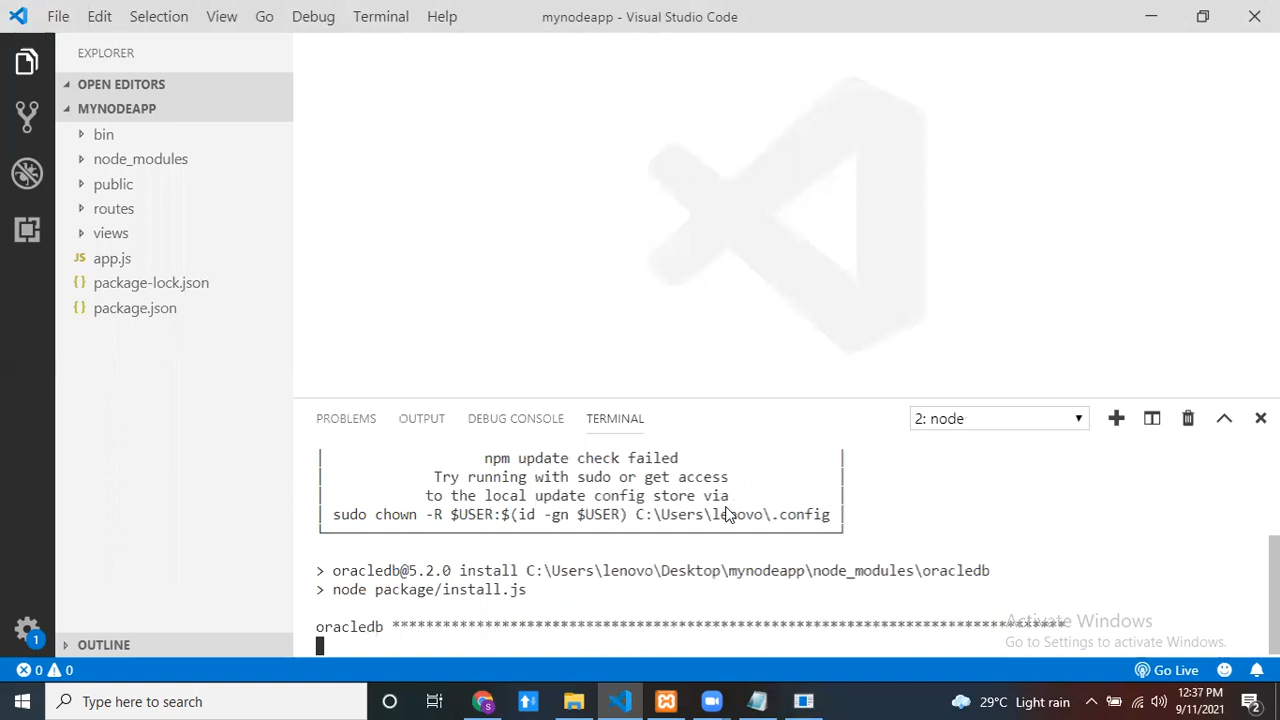 File Edit Selection View Go Debug Terminal Help
mynodeapp - Visual Studio Code
EXPLORER
OPEN EDITORS
MYNODEAPP
bin
node_modules
public
routes
views
JS app.js
{} package-lock.json
{} package.json
OUTLINE
PROBLEMS OUTPUT DEBUG CONSOLE TERMINAL
2: node
npm update check failed
Try running with sudo or get access
to the local update config store via
sudo chown -R $USER:$(id -gn $USER) C:\Users\lenovo\.config
> oracledb@5.2.0 install C:\Users\lenovo\Desktop\mynodeapp\node_modules\oracledb
> node package/install.js
oracledb ********************************************************************************
Activate Windows
Go to Settings to activate Windows.
1
0 0
Go Live
Type here to search
29°C Light rain
12:37 PM
9/11/2021
2